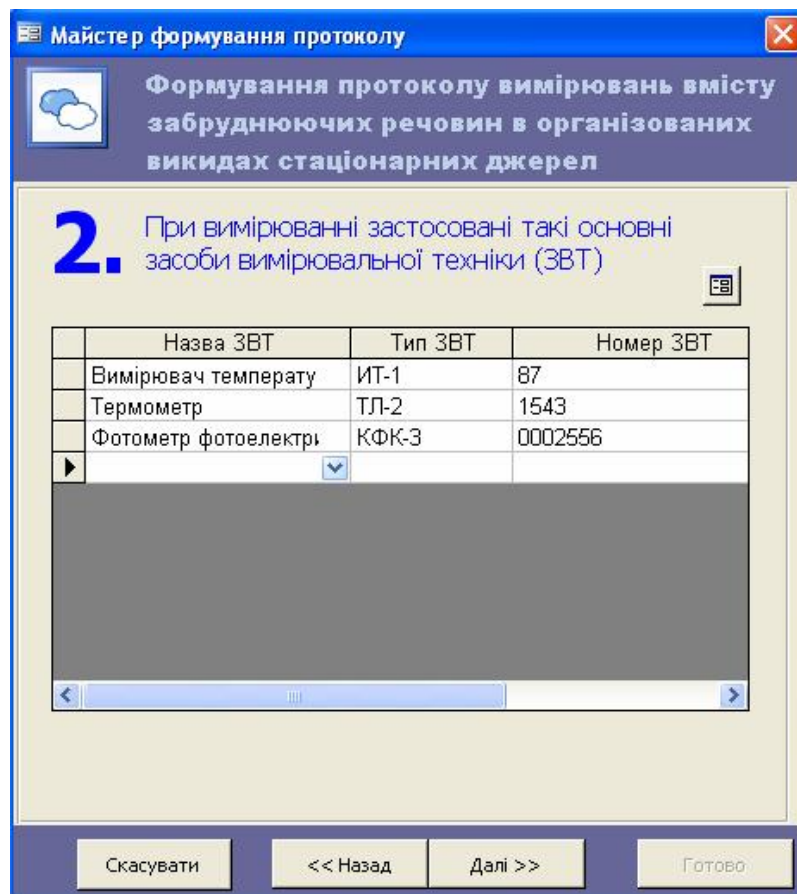 Майстер формування протоколу
Формування протоколу вимірювань вмісту
забруднюючих речовин в організованих
викидах стаціонарних джерел
2. При вимірюванні застосовані такі основні
засоби вимірювальної техніки (ЗВТ)
Назва ЗВТ Тип ЗВТ Номер ЗВТ
Вимірювач температу ИТ-1 87
Термометр ТЛ-2 1543
Фотометр фотоелектри КФК-3 0002556
Скасувати << Назад Далі >> Готово